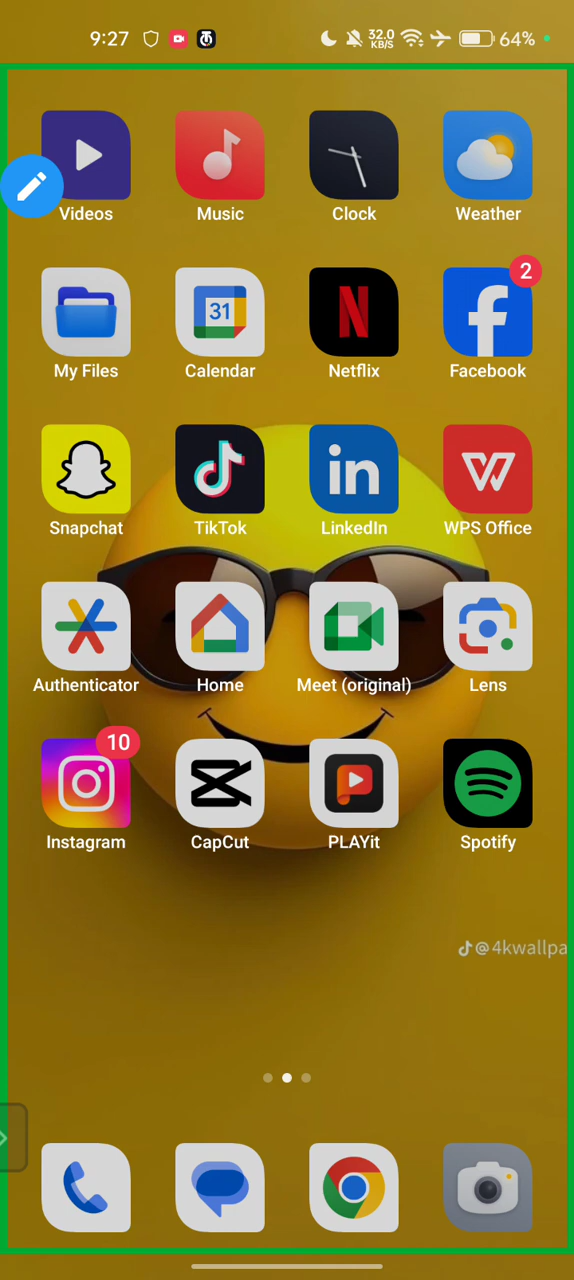 9:27 32.0 KB/S 64%
Videos Music Clock Weather
31 2
My Files Calendar Netflix Facebook
in
Snapchat TikTok LinkedIn WPS Office
Authenticator Home Meet (original) Lens
10
Instagram CapCut PLAYit Spotify
@4kwallpa